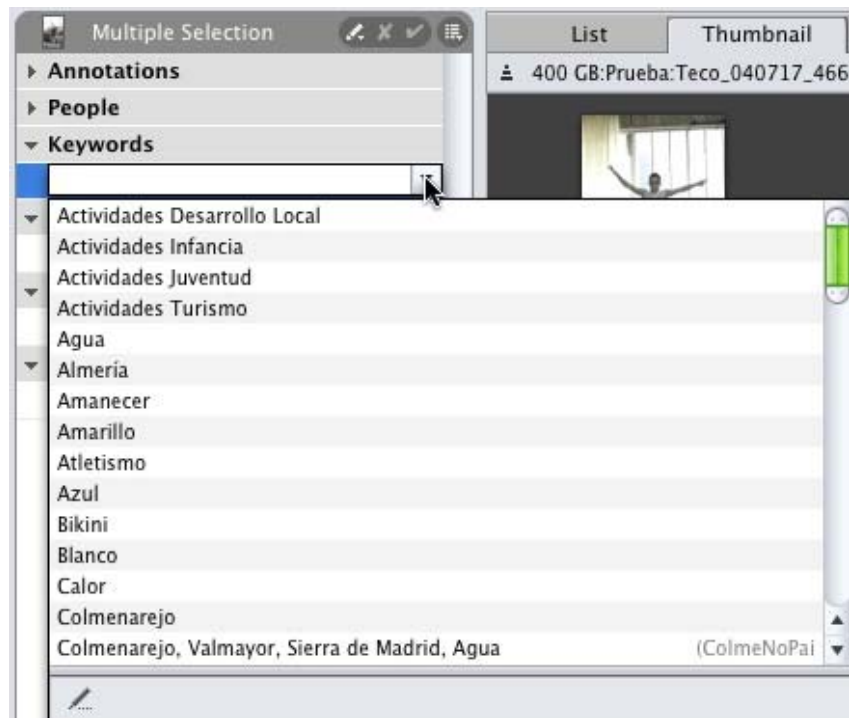 Multiple Selection
List
Thumbnail
Annotations
400 GB:Prueba:Teco_040717_466
People
Keywords
Actividades Desarrollo Local
Actividades Infancia
Actividades Juventud
Actividades Turismo
Agua
Almería
Amanecer
Amarillo
Atletismo
Azul
Bikini
Blanco
Calor
Colmenarejo
Colmenarejo, Valmayor, Sierra de Madrid, Agua (ColmeNoPai